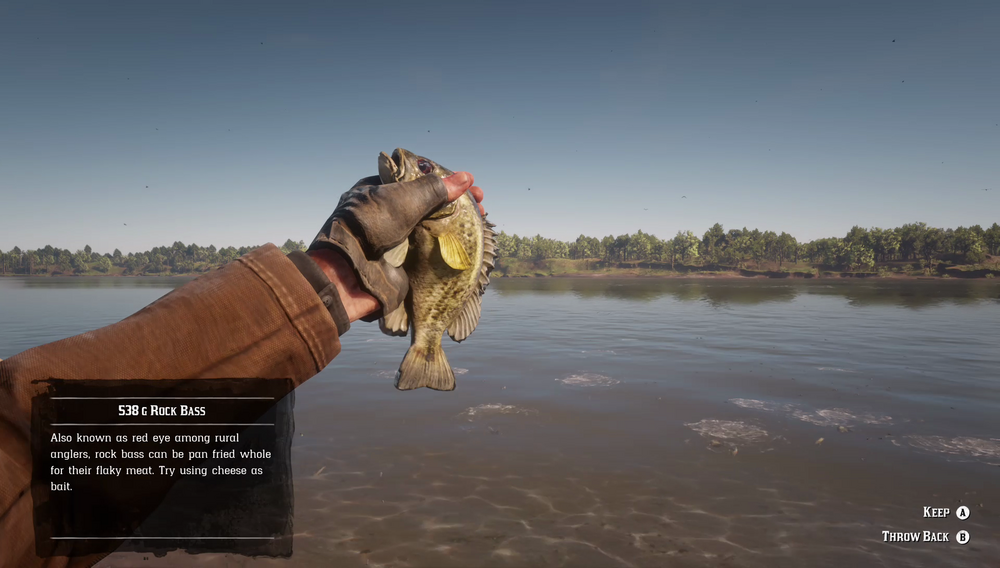 538 g Rock Bass
Also known as red eye among rural
anglers, rock bass can be pan fried whole
for their flaky meat. Try using cheese as
bait.
Keep A
Throw Back B